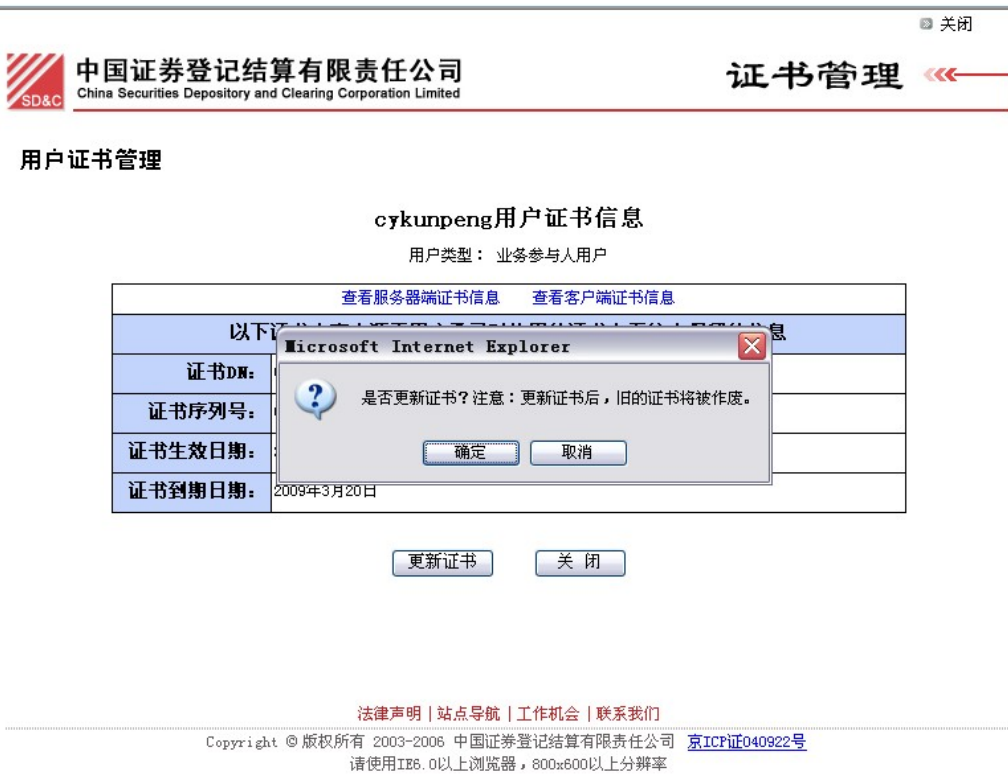 关闭
中国证券登记结算有限责任公司
China Securities Depository and Clearing Corporation Limited
SD&C
证书管理
用户证书管理
cykunpeng用户证书信息
用户类型： 业务参与人用户
查看服务器端证书信息 查看客户端证书信息
以下 息
Microsoft Internet Explorer
证书DN:
是否更新证书?注意：更新证书后，旧的证书将被作废。
证书序列号:
证书生效日期:
确定 取消
证书到期日期: 2009年3月20日
更新证书 关 闭
法律声明 | 站点导航 | 工作机会 | 联系我们
Copyright © 版权所有 2003-2006 中国证券登记结算有限责任公司 京ICP证040922号
请使用IE6.0以上浏览器，800x600以上分辨率